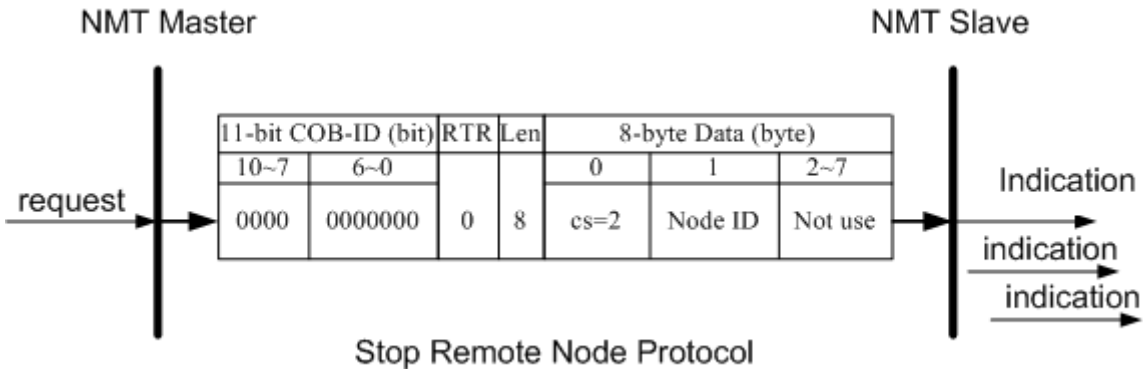 NMT Master NMT Slave
11-bit COB-ID (bit) RTR Len 8-byte Data (byte)
10~7 6~0 0 1 2~7
request 0000 0000000 0 8 cs=2 Node ID Not use Indication
indication
indication
Stop Remote Node Protocol